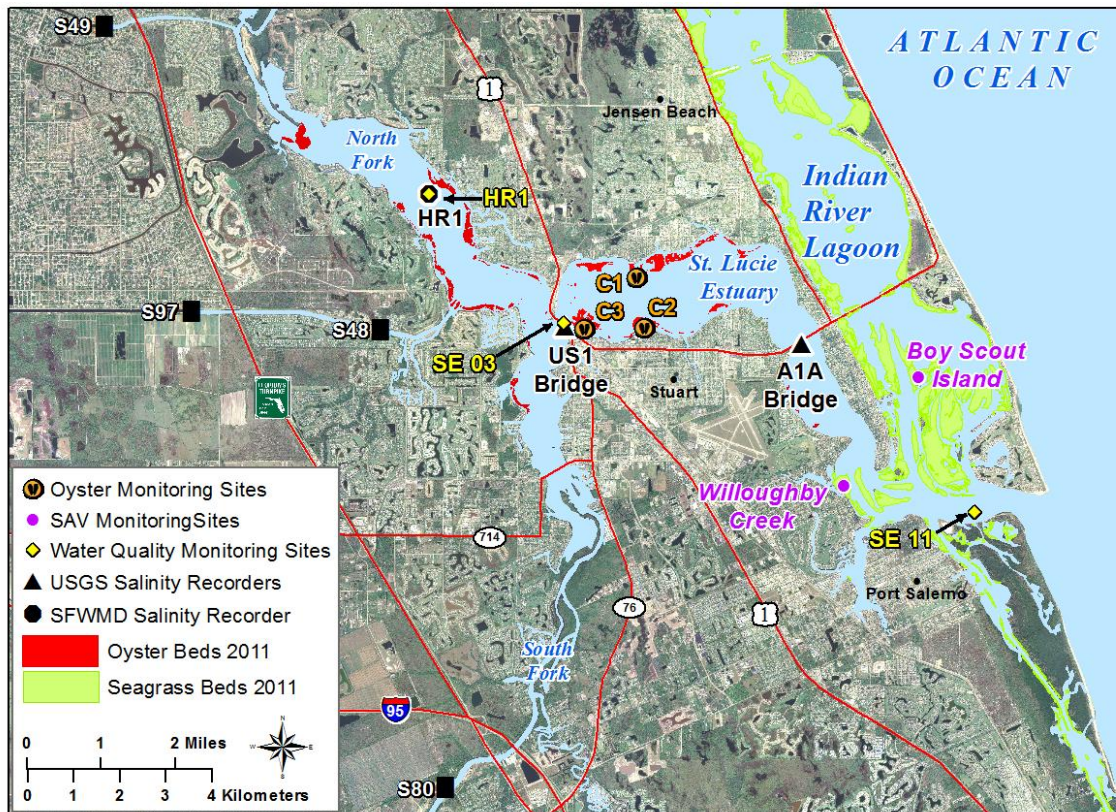 S49
1
ATLANTIC
OCEAN
Jensen Beach
North
Fork
Indian
River
Lagoon
HR1
HR1
St. Lucie
Estuary
C1
C3
C2
S97
S48
SE 03
US1
Bridge
A1A
Bridge
Boy Scout
Island
Stuart
Willoughby
Creek
SE 11
Port Salerno
714
76
1
South
Fork
95
S80
Oyster Monitoring Sites
SAV MonitoringSites
Water Quality Monitoring Sites
USGS Salinity Recorders
SFWMD Salinity Recorder
Oyster Beds 2011
Seagrass Beds 2011
0 1 2 Miles
0 1 2 3 4 Kilometers
N
W E
S